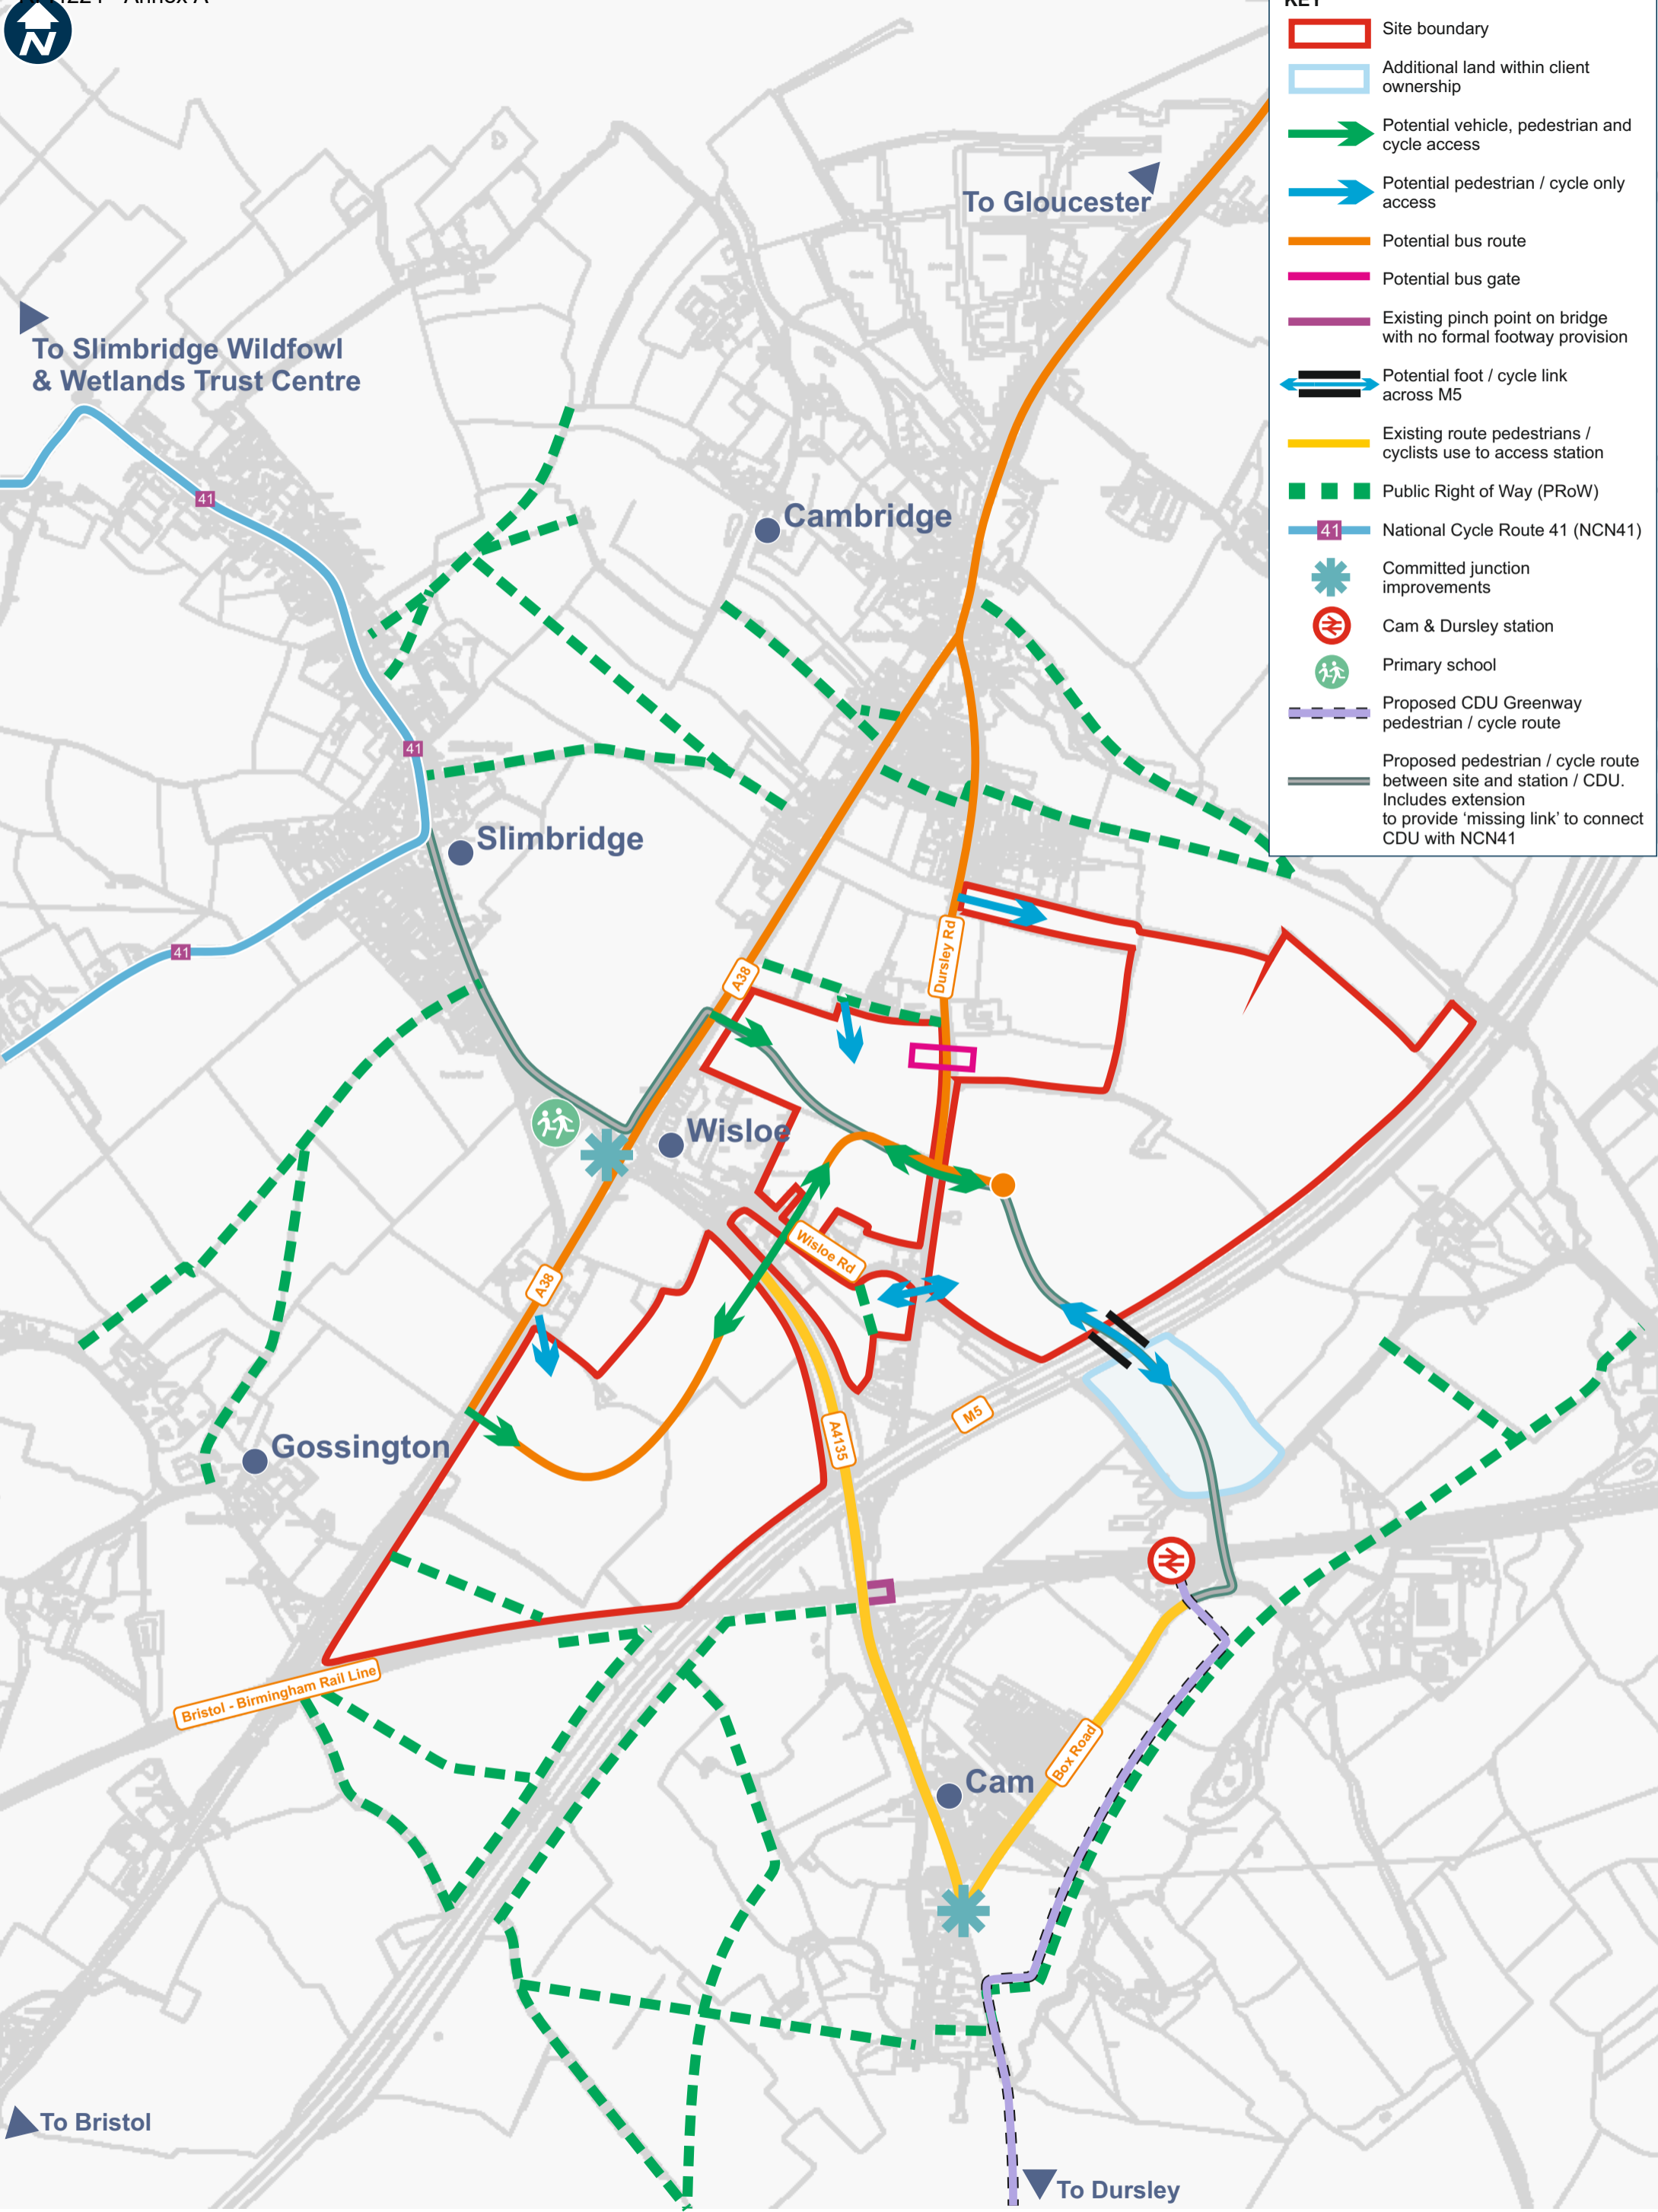 N
KEY
Site boundary
Additional land within client
ownership
Potential vehicle, pedestrian and
cycle access
Potential pedestrian / cycle only
access
Potential bus route
Potential bus gate
Existing pinch point on bridge
with no formal footway provision
Potential foot / cycle link
across M5
Existing route pedestrians /
cyclists use to access station
Public Right of Way (PRoW)
41
National Cycle Route 41 (NCN41)
Committed junction
improvements
Cam & Dursley station
Primary school
Proposed CDU Greenway
pedestrian / cycle route
Proposed pedestrian / cycle route
between site and station / CDU.
Includes extension
to provide ‘missing link’ to connect
CDU with NCN41
To Gloucester
To Slimbridge Wildfowl
& Wetlands Trust Centre
41
Cambridge
41
Slimbridge
41
A38
Dursley Rd
Wisloe
Wisloe Rd
A38
M5
A4135
Gossington
Bristol - Birmingham Rail Line
Box Road
Cam
To Bristol
To Dursley